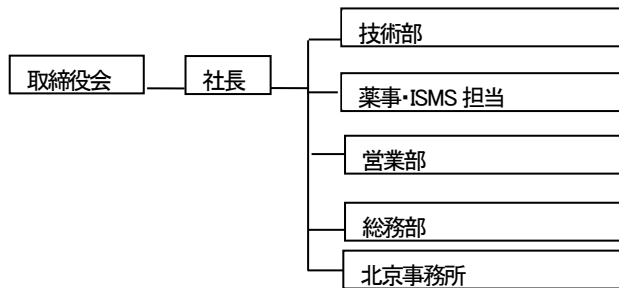 取締役会
社長
技術部
薬事・ISMS 担当
営業部
総務部
北京事務所